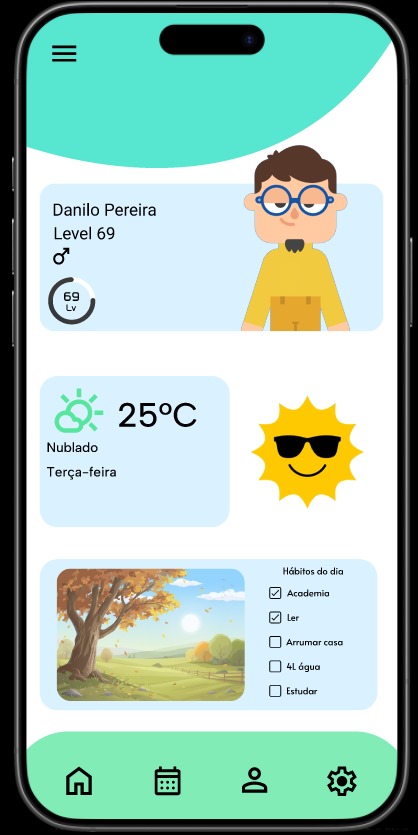 Danilo Pereira
Level 69
69
Lv
25°C
Nublado
Terça-feira
Hábitos do dia
Academia
Ler
Arrumar casa
4L água
Estudar